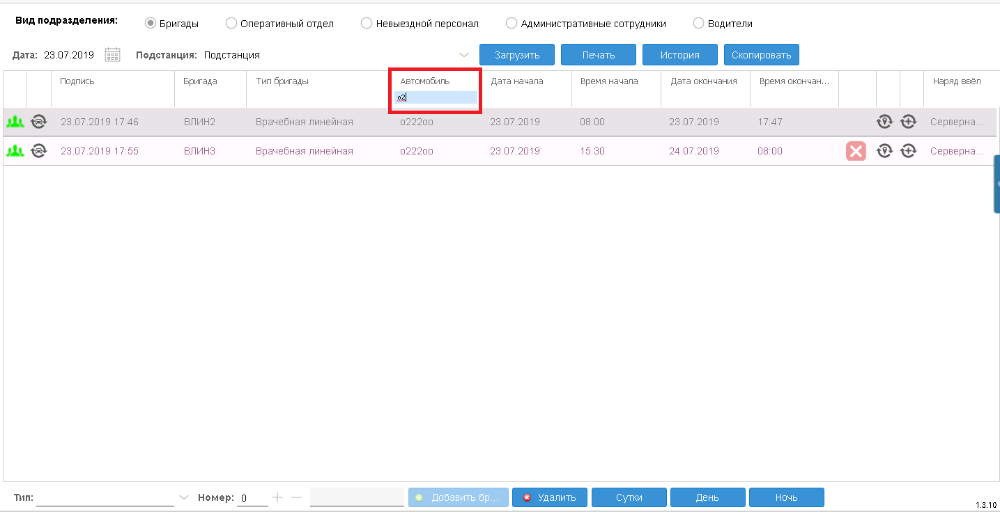 Вид подразделения: Бригады Оперативный отдел Невыездной персонал Административные сотрудники Водители
Дата: 23.07.2019 Подстанция: Подстанция Загрузить Печать История Скопировать
Подпись Бригада Тип бригады Автомобиль Дата начала Время начала Дата окончания Время окончан... Наряд ввёл
о2
23.07.2019 17:46 ВЛИН2 Врачебная линейная о222оо 23.07.2019 08:00 23.07.2019 17:47 Серверна...
23.07.2019 17:55 ВЛИН3 Врачебная линейная о222оо 23.07.2019 15:30 24.07.2019 08:00 Серверна...
Тип: Номер: 0 Добавить бр... Удалить Сутки День Ночь
1.3.10